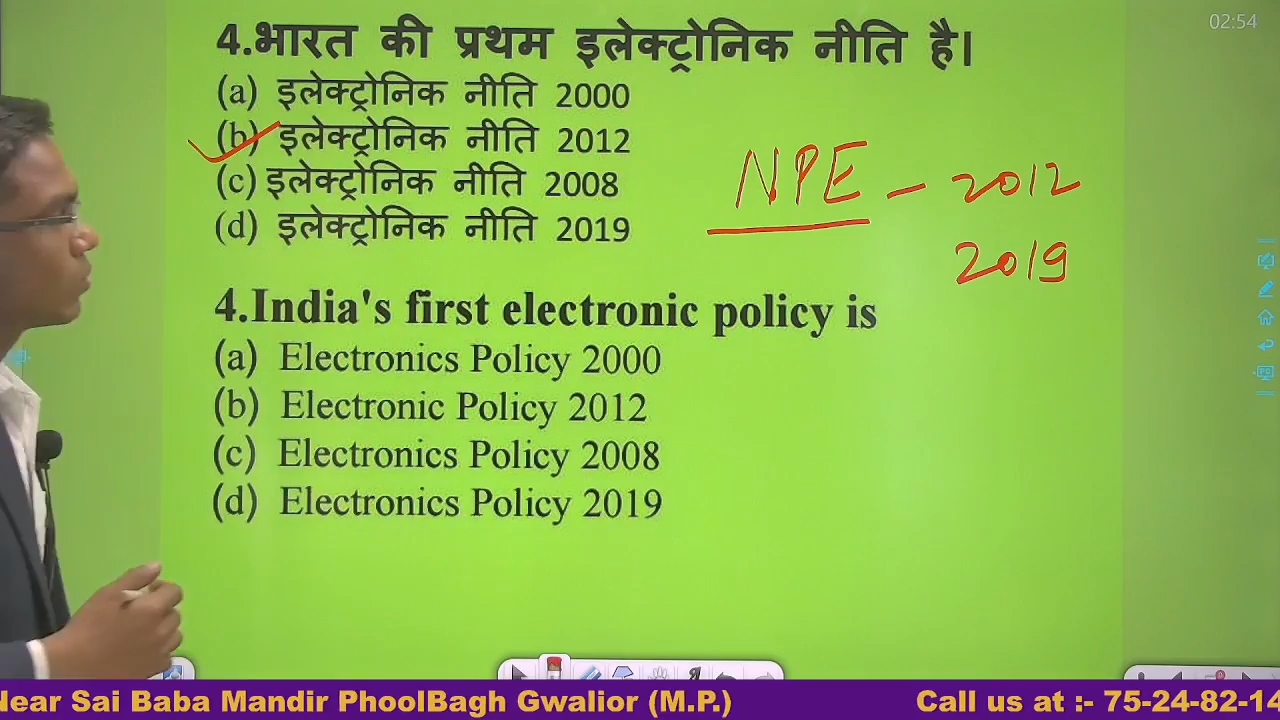 02:54
4.भारत की प्रथम इलेक्ट्रोनिक नीति है।
(a) इलेक्ट्रोनिक नीति 2000
(b) इलेक्ट्रोनिक नीति 2012
(c) इलेक्ट्रोनिक नीति 2008
(d) इलेक्ट्रोनिक नीति 2019
NPE - 2012
2019
4.India's first electronic policy is
(a) Electronics Policy 2000
(b) Electronic Policy 2012
(c) Electronics Policy 2008
(d) Electronics Policy 2019
Near Sai Baba Mandir PhoolBagh Gwalior (M.P.)
Call us at :- 75-24-82-14